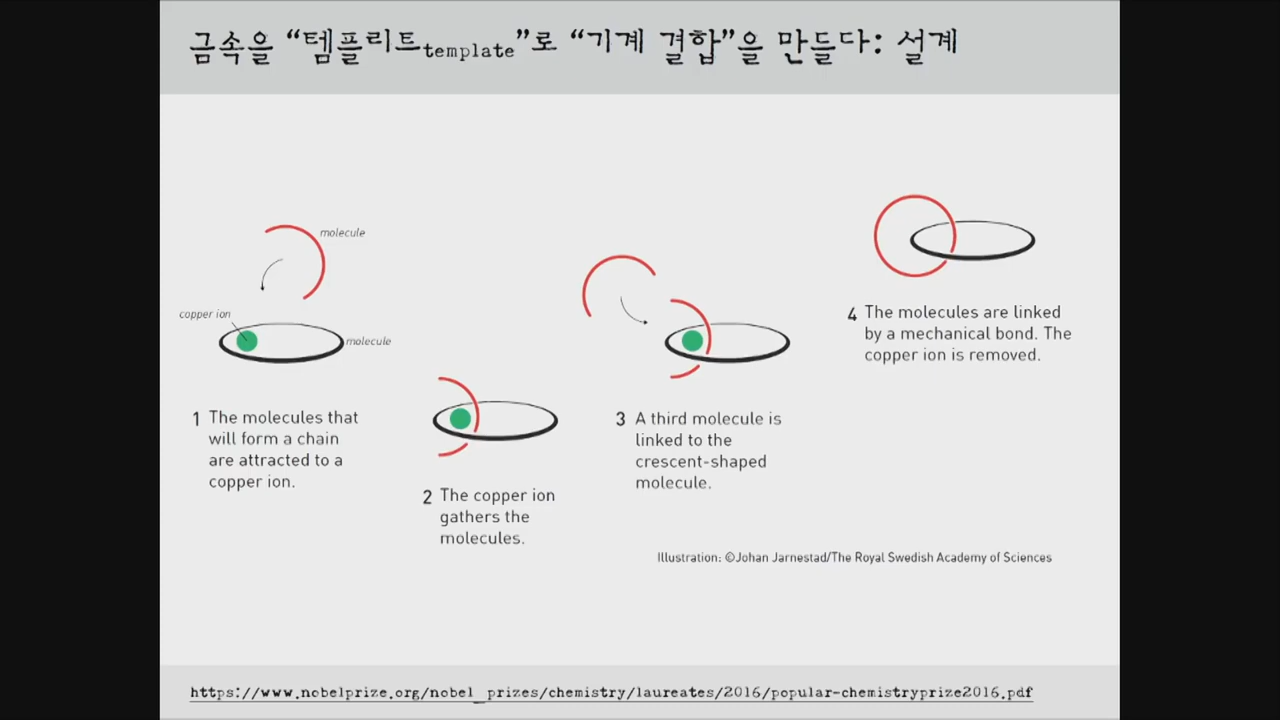 금속을 “템플리트template”로 “기계 결합”을 만들다: 설계
molecule
copper ion
molecule
1 The molecules that
will form a chain
are attracted to a
copper ion.
2 The copper ion
gathers the
molecules.
3 A third molecule is
linked to the
crescent-shaped
molecule.
4 The molecules are linked
by a mechanical bond. The
copper ion is removed.
Illustration: ©Johan Jarnestad/The Royal Swedish Academy of Sciences
https://www.nobelprize.org/nobel_prizes/chemistry/laureates/2016/popular-chemistryprize2016.pdf